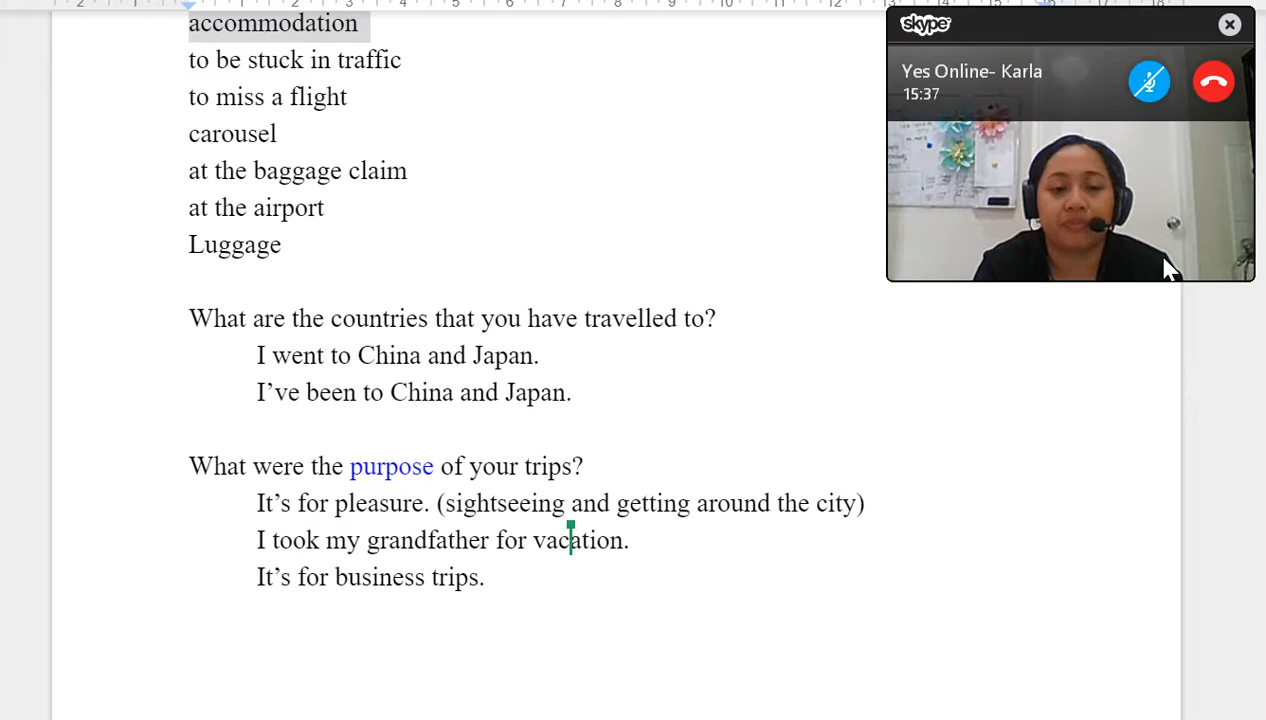 accommodation
to be stuck in traffic
to miss a flight
carousel
at the baggage claim
at the airport
Luggage
What are the countries that you have travelled to?
I went to China and Japan.
I've been to China and Japan.
What were the purpose of your trips?
It's for pleasure. (sightseeing and getting around the city)
I took my grandfather for vacation.
It's for business trips.
skype
Yes Online- Karla
15:37